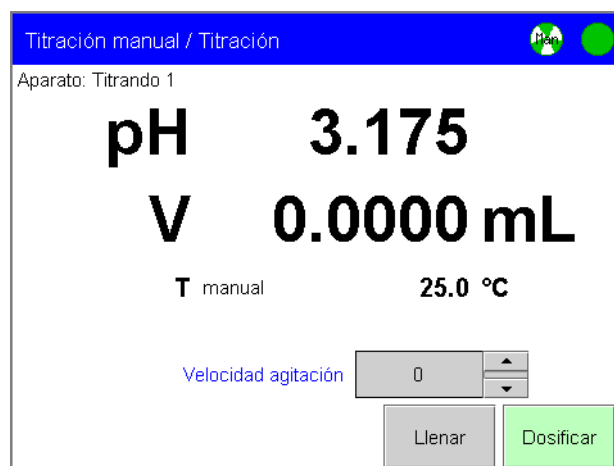 Titración manual / Titración Man
Aparato: Titrando 1
pH 3.175
V 0.0000 mL
T manual 25.0 °C
Velocidad agitación 0
Llenar Dosificar